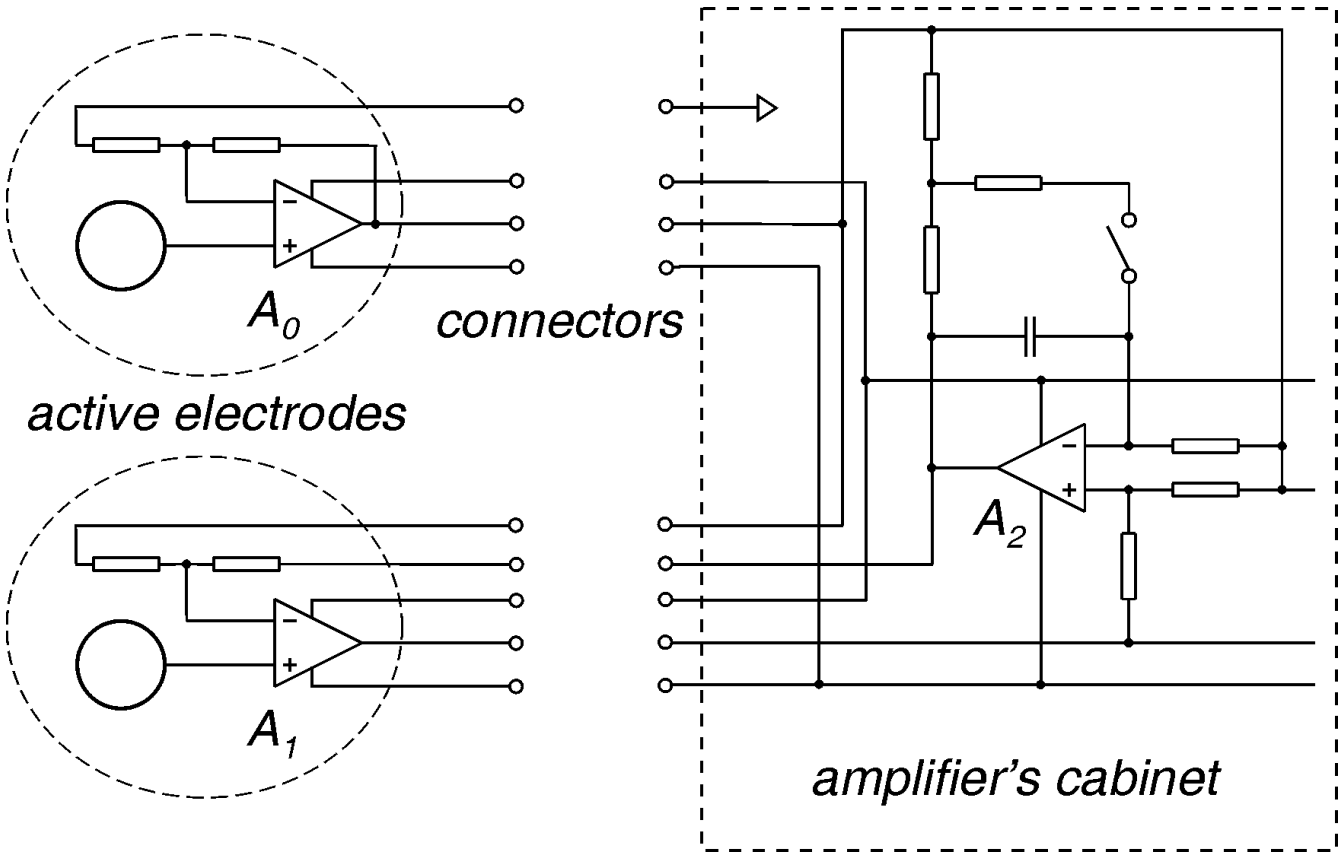 A0
connectors
active electrodes
A2
A1
amplifier's cabinet